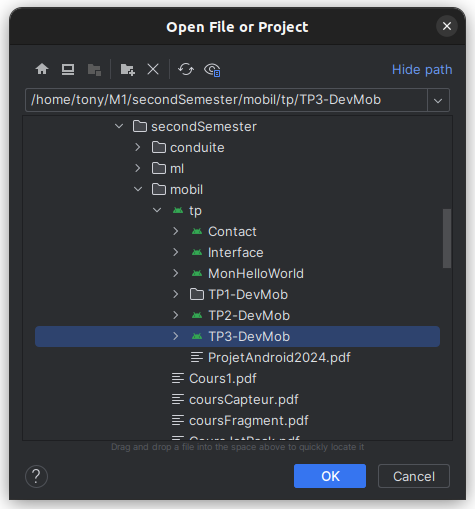 Open File or Project
Hide path
/home/tony/M1/secondSemester/mobil/tp/TP3-DevMob
secondSemester
conduite
ml
mobil
tp
Contact
Interface
MonHelloWorld
TP1-DevMob
TP2-DevMob
TP3-DevMob
ProjetAndroid2024.pdf
Cours1.pdf
coursCapteur.pdf
coursFragment.pdf
CoursJetPack.pdf
Drag and drop a file into the space above to quickly locate it
?
OK
Cancel